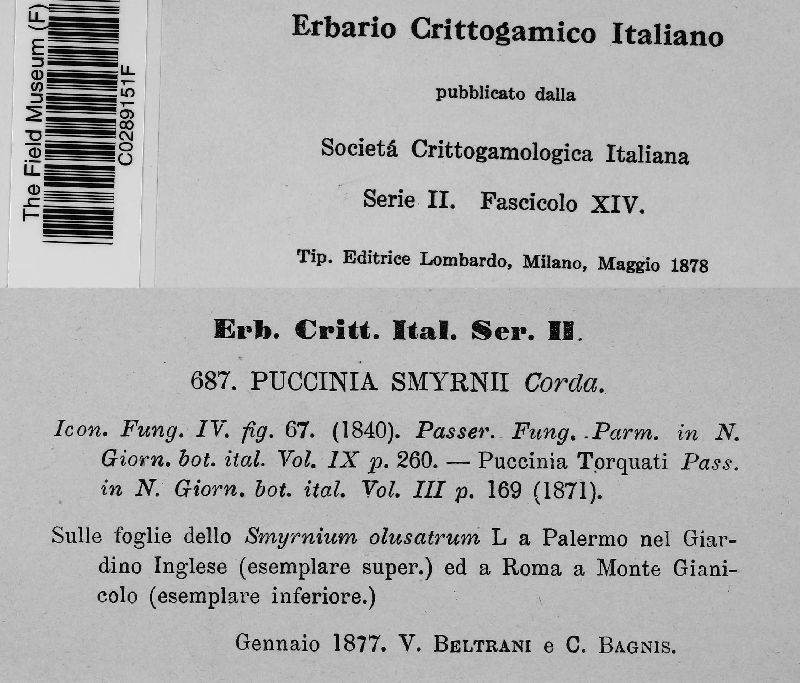 The Field Museum (F)
C0289151F
Erbario Crittogamico Italiano
pubblicato dalla
Societá Crittogamologica Italiana
Serie II. Fascicolo XIV.
Tip. Editrice Lombardo, Milano, Maggio 1878
Erb. Critt. Ital. Ser. II.
687. PUCCINIA SMYRNII Corda.
Icon. Fung. IV. fig. 67. (1840). Passer. Fung. Parm. in N.
Giorn. bot. ital. Vol. IX p. 260. — Puccinia Torquati Pass.
in N. Giorn. bot. ital. Vol. III p. 169 (1871).
Sulle foglie dello Smyrnium olusatrum L a Palermo nel Giar-
dino Inglese (esemplare super.) ed a Roma a Monte Giani-
colo (esemplare inferiore.)
Gennaio 1877. V. BELTRANI e C. BAGNIS.